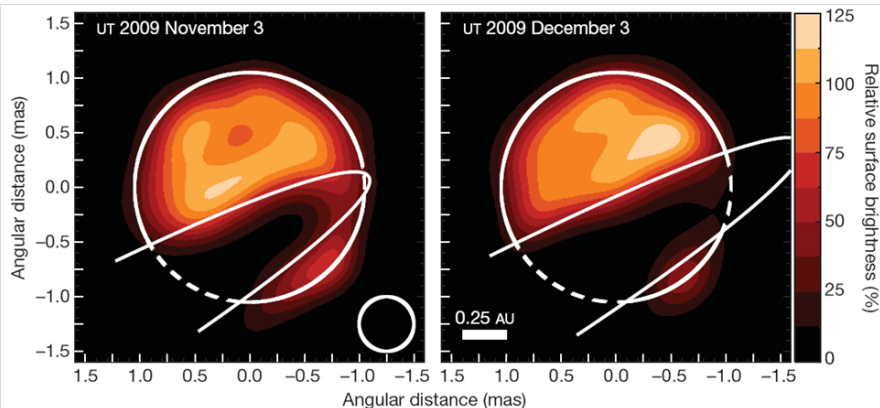 UT 2009 November 3
UT 2009 December 3
1.5
1.0
0.5
0.0
−0.5
−1.0
−1.5
Angular distance (mas)
0.25 AU
125
100
75
50
25
0
Relative surface brightness (%)
1.5 1.0 0.5 0.0 −0.5 −1.0 −1.5
1.5 1.0 0.5 0.0 −0.5 −1.0 −1.5
Angular distance (mas)